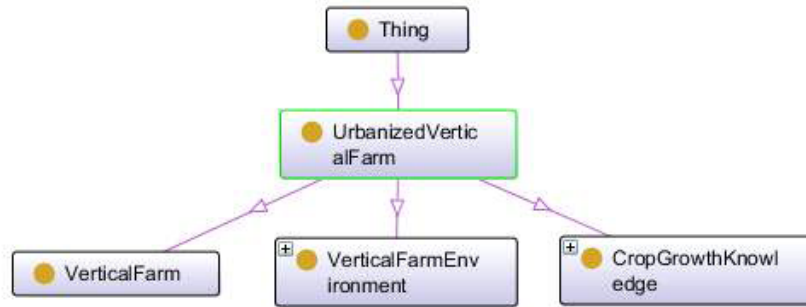 Thing
UrbanizedVertic
alFarm
VerticalFarm
VerticalFarmEnv
ironment
CropGrowthKnowl
edge